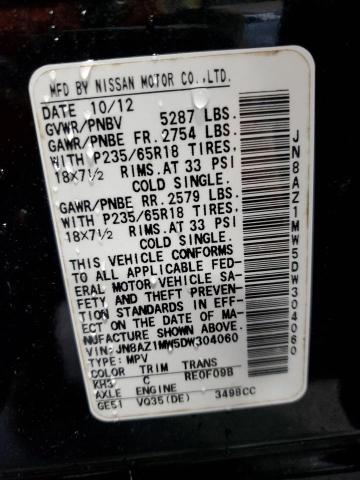 MFD BY NISSAN MOTOR CO.,LTD.
DATE 10/12
GVWR/PNBV 5287 LBS.
GAWR/PNBE FR. 2754 LBS.
WITH P235/65R18 TIRES,
18X7½ RIMS.AT 33 PSI
COLD SINGLE.
GAWR/PNBE RR. 2579 LBS.
WITH P235/65R18 TIRES,
18X7½ RIMS.AT 33 PSI
COLD SINGLE.
THIS VEHICLE CONFORMS
TO ALL APPLICABLE FED-
ERAL MOTOR VEHICLE SA-
FETY AND THEFT PREVEN-
TION STANDARDS IN EFF-
ECT ON THE DATE OF MA-
NUFACTURE SHOWN ABOVE.
VIN:JN8AZ1MW5DW304060
TYPE:MPV
COLOR TRIM TRANS
KH3 C RE0F09B
AXLE ENGINE
GE51 VQ35(DE) 3498CC
JN8AZ1MW5DW304060